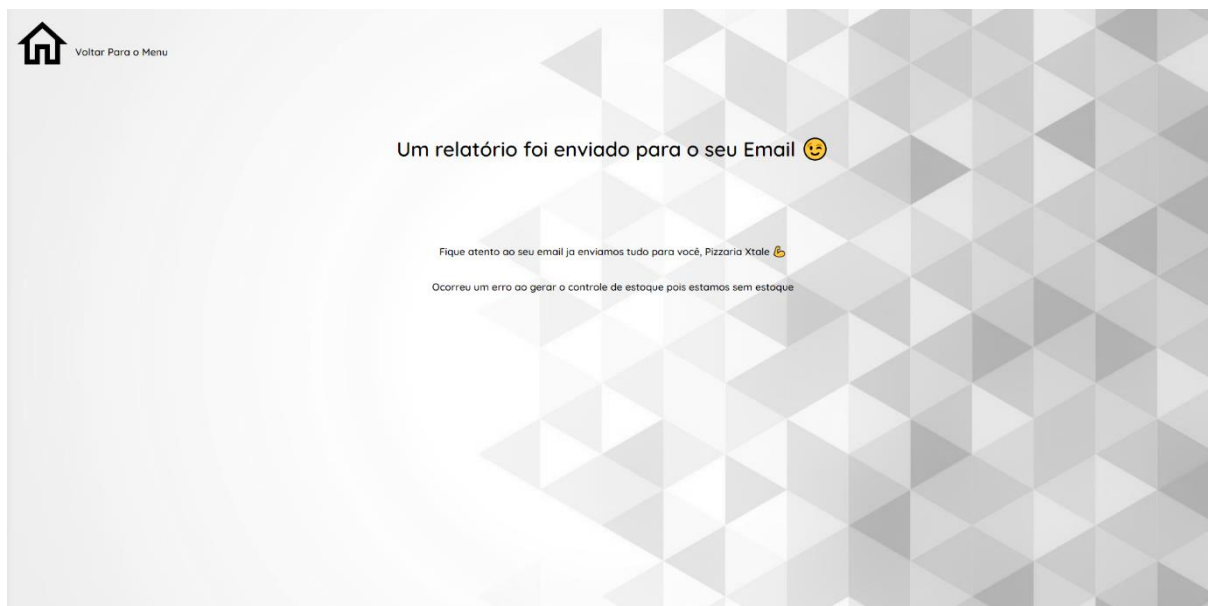 Voltar Para o Menu
Um relatório foi enviado para o seu Email 😉
Fique atento ao seu email ja enviamos tudo para você, Pizzaria Xtale 💪
Ocorreu um erro ao gerar o controle de estoque pois estamos sem estoque